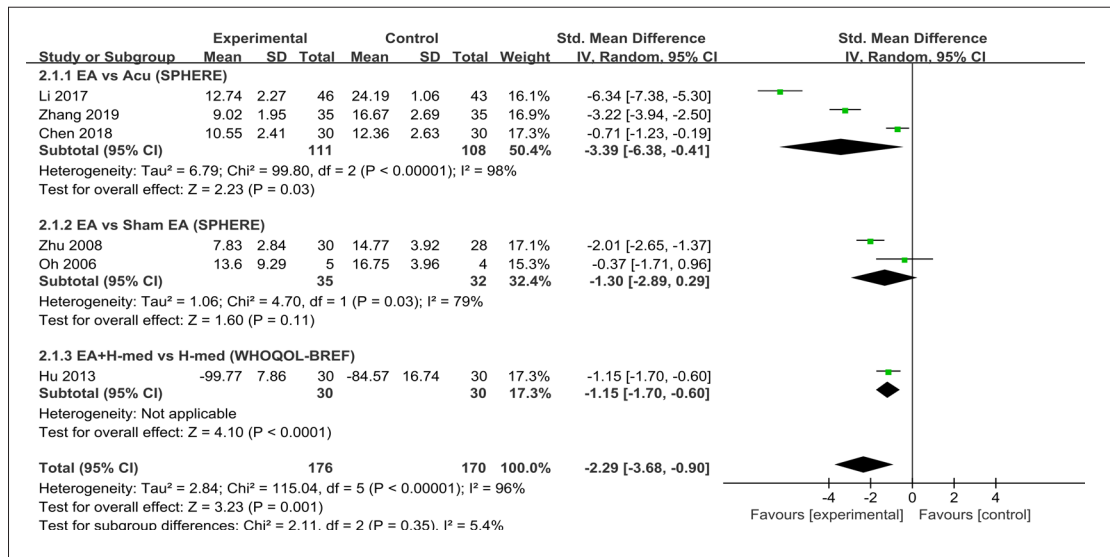 Experimental Control Std. Mean Difference Std. Mean Difference
Study or Subgroup Mean SD Total Mean SD Total Weight IV, Random, 95% CI IV, Random, 95% CI
2.1.1 EA vs Acu (SPHERE)
Li 2017 12.74 2.27 46 24.19 1.06 43 16.1% -6.34 [-7.38, -5.30]
Zhang 2019 9.02 1.95 35 16.67 2.69 35 16.9% -3.22 [-3.94, -2.50]
Chen 2018 10.55 2.41 30 12.36 2.63 30 17.3% -0.71 [-1.23, -0.19]
Subtotal (95% CI) 111 108 50.4% -3.39 [-6.38, -0.41]
Heterogeneity: Tau² = 6.79; Chi² = 99.80, df = 2 (P < 0.00001); I² = 98%
Test for overall effect: Z = 2.23 (P = 0.03)
2.1.2 EA vs Sham EA (SPHERE)
Zhu 2008 7.83 2.84 30 14.77 3.92 28 17.1% -2.01 [-2.65, -1.37]
Oh 2006 13.6 9.29 5 16.75 3.96 4 15.3% -0.37 [-1.71, 0.96]
Subtotal (95% CI) 35 32 32.4% -1.30 [-2.89, 0.29]
Heterogeneity: Tau² = 1.06; Chi² = 4.70, df = 1 (P = 0.03); I² = 79%
Test for overall effect: Z = 1.60 (P = 0.11)
2.1.3 EA+H-med vs H-med (WHOQOL-BREF)
Hu 2013 -99.77 7.86 30 -84.57 16.74 30 17.3% -1.15 [-1.70, -0.60]
Subtotal (95% CI) 30 30 17.3% -1.15 [-1.70, -0.60]
Heterogeneity: Not applicable
Test for overall effect: Z = 4.10 (P < 0.0001)
Total (95% CI) 176 170 100.0% -2.29 [-3.68, -0.90]
Heterogeneity: Tau² = 2.84; Chi² = 115.04, df = 5 (P < 0.00001); I² = 96%
Test for overall effect: Z = 3.23 (P = 0.001)
Test for subgroup differences: Chi² = 2.11, df = 2 (P = 0.35), I² = 5.4%
-4 -2 0 2 4
Favours [experimental] Favours [control]